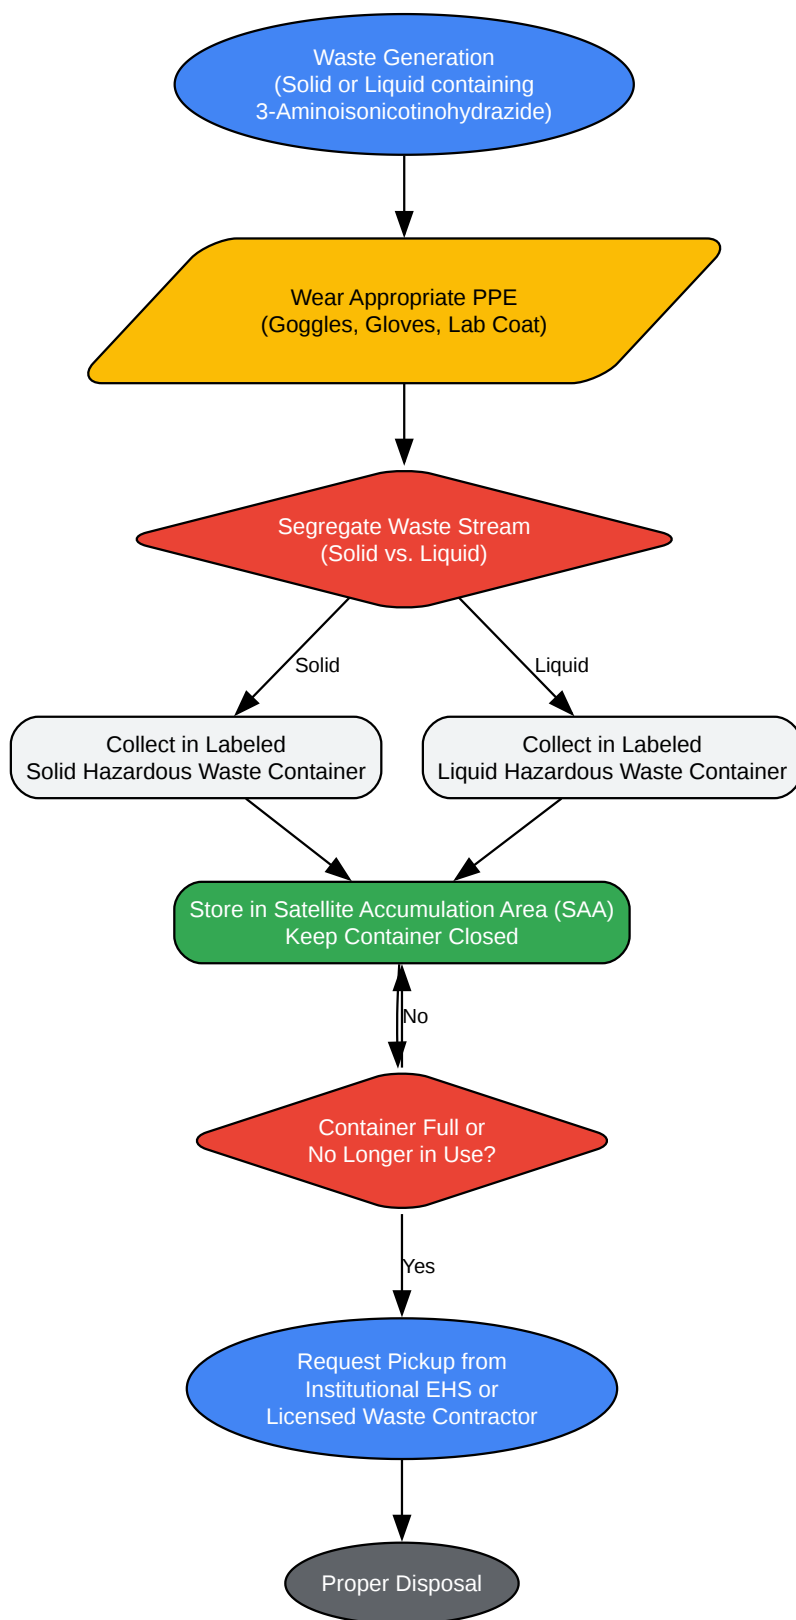 Waste Generation
(Solid or Liquid containing
3-Aminoisonicotinohydrazide)
Wear Appropriate PPE
(Goggles, Gloves, Lab Coat)
Segregate Waste Stream
(Solid vs. Liquid)
Solid
Liquid
Collect in Labeled
Solid Hazardous Waste Container
Collect in Labeled
Liquid Hazardous Waste Container
Store in Satellite Accumulation Area (SAA)
Keep Container Closed
No
Container Full or
No Longer in Use?
Yes
Request Pickup from
Institutional EHS or
Licensed Waste Contractor
Proper Disposal